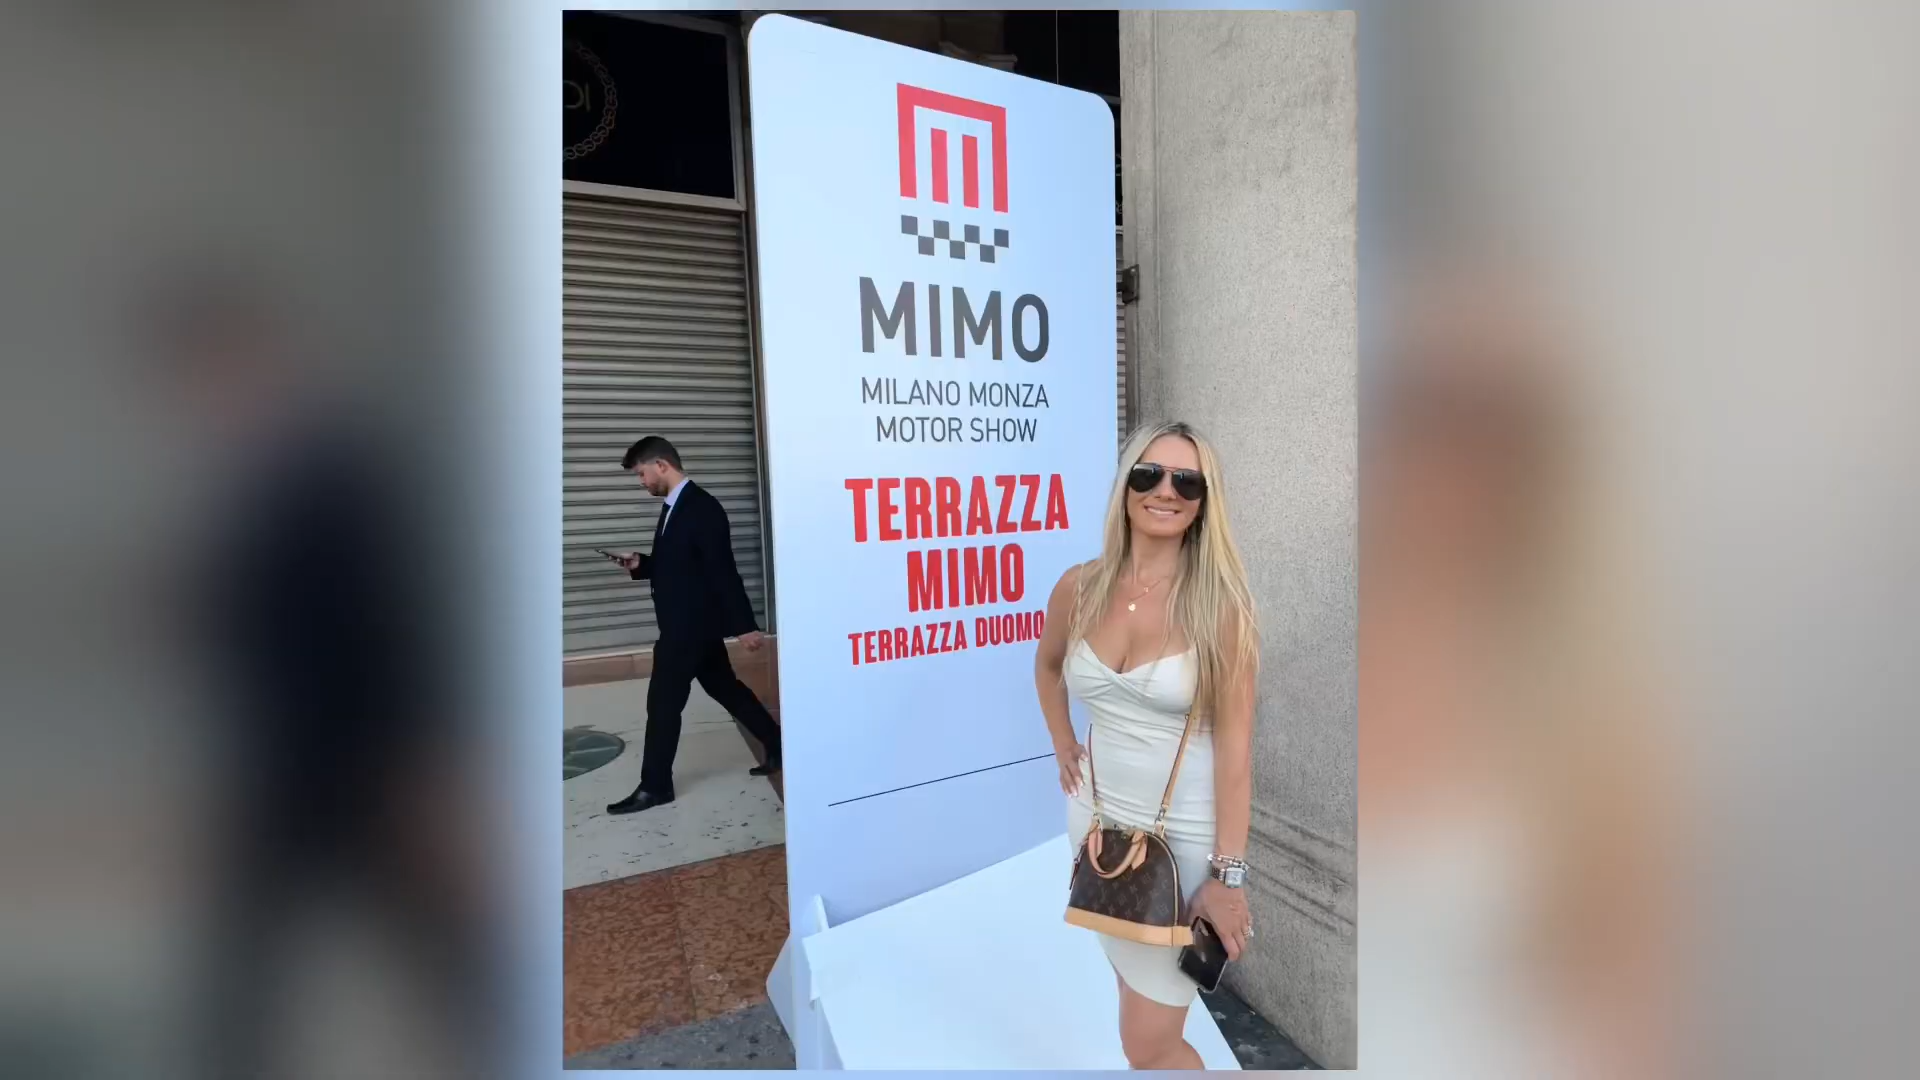 MIMO
MILANO MONZA
MOTOR SHOW
TERRAZZA
MIMO
TERRAZZA DUOMO